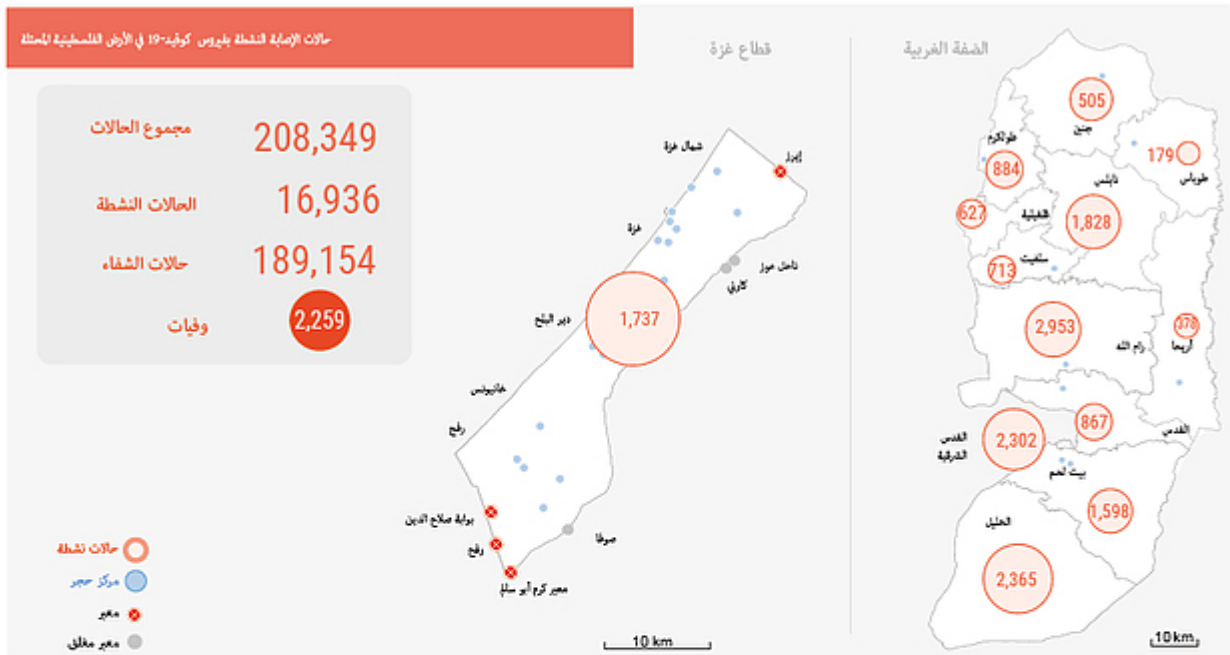 حالات الإصابة النشطة بفيروس كوفيد-19 في الأرض الفلسطينية المحتلة
مجموع الحالات 208,349
الحالات النشطة 16,936
حالات الشفاء 189,154
وفيات 2,259
قطاع غزة
إيرز
شمال غزة
غزة
ناحل عوز
كارني
1,737
دير البلح
خانيونس
رفح
بوابة صلاح الدين
رفح
صوفا
معبر كرم أبو سالم
10 km
حالات نشطة
مركز حجر
معبر
معبر مغلق
الضفة الغربية
505
جنين
طولكرم
884
179
طوباس
نابلس
1,828
627
قلقيلية
سلفيت
713
2,953
رام الله
378
أريحا
867
القدس
2,302
القدس
الشرقية
بيت لحم
1,598
الخليل
2,365
10 km